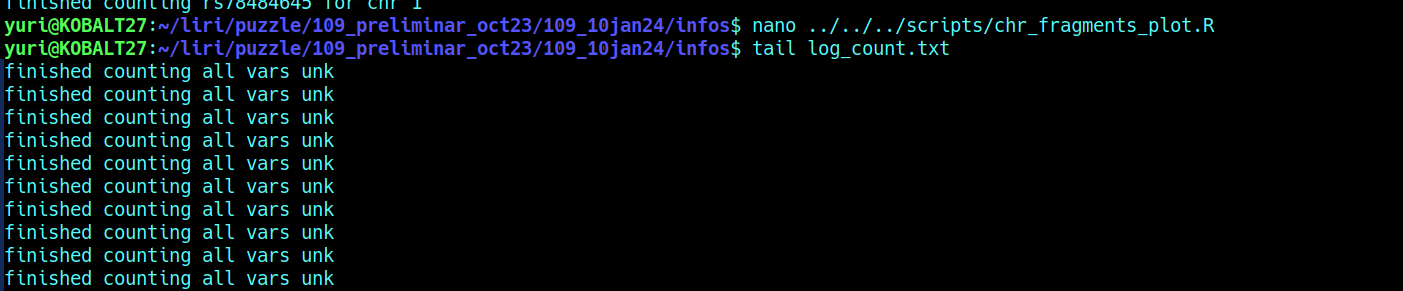 finished counting rs78484645 for chr 1
yuri@KOBALT27:~/liri/puzzle/109_preliminar_oct23/109_10jan24/infos$ nano ../../../scripts/chr_fragments_plot.R
yuri@KOBALT27:~/liri/puzzle/109_preliminar_oct23/109_10jan24/infos$ tail log_count.txt
finished counting all vars unk
finished counting all vars unk
finished counting all vars unk
finished counting all vars unk
finished counting all vars unk
finished counting all vars unk
finished counting all vars unk
finished counting all vars unk
finished counting all vars unk
finished counting all vars unk